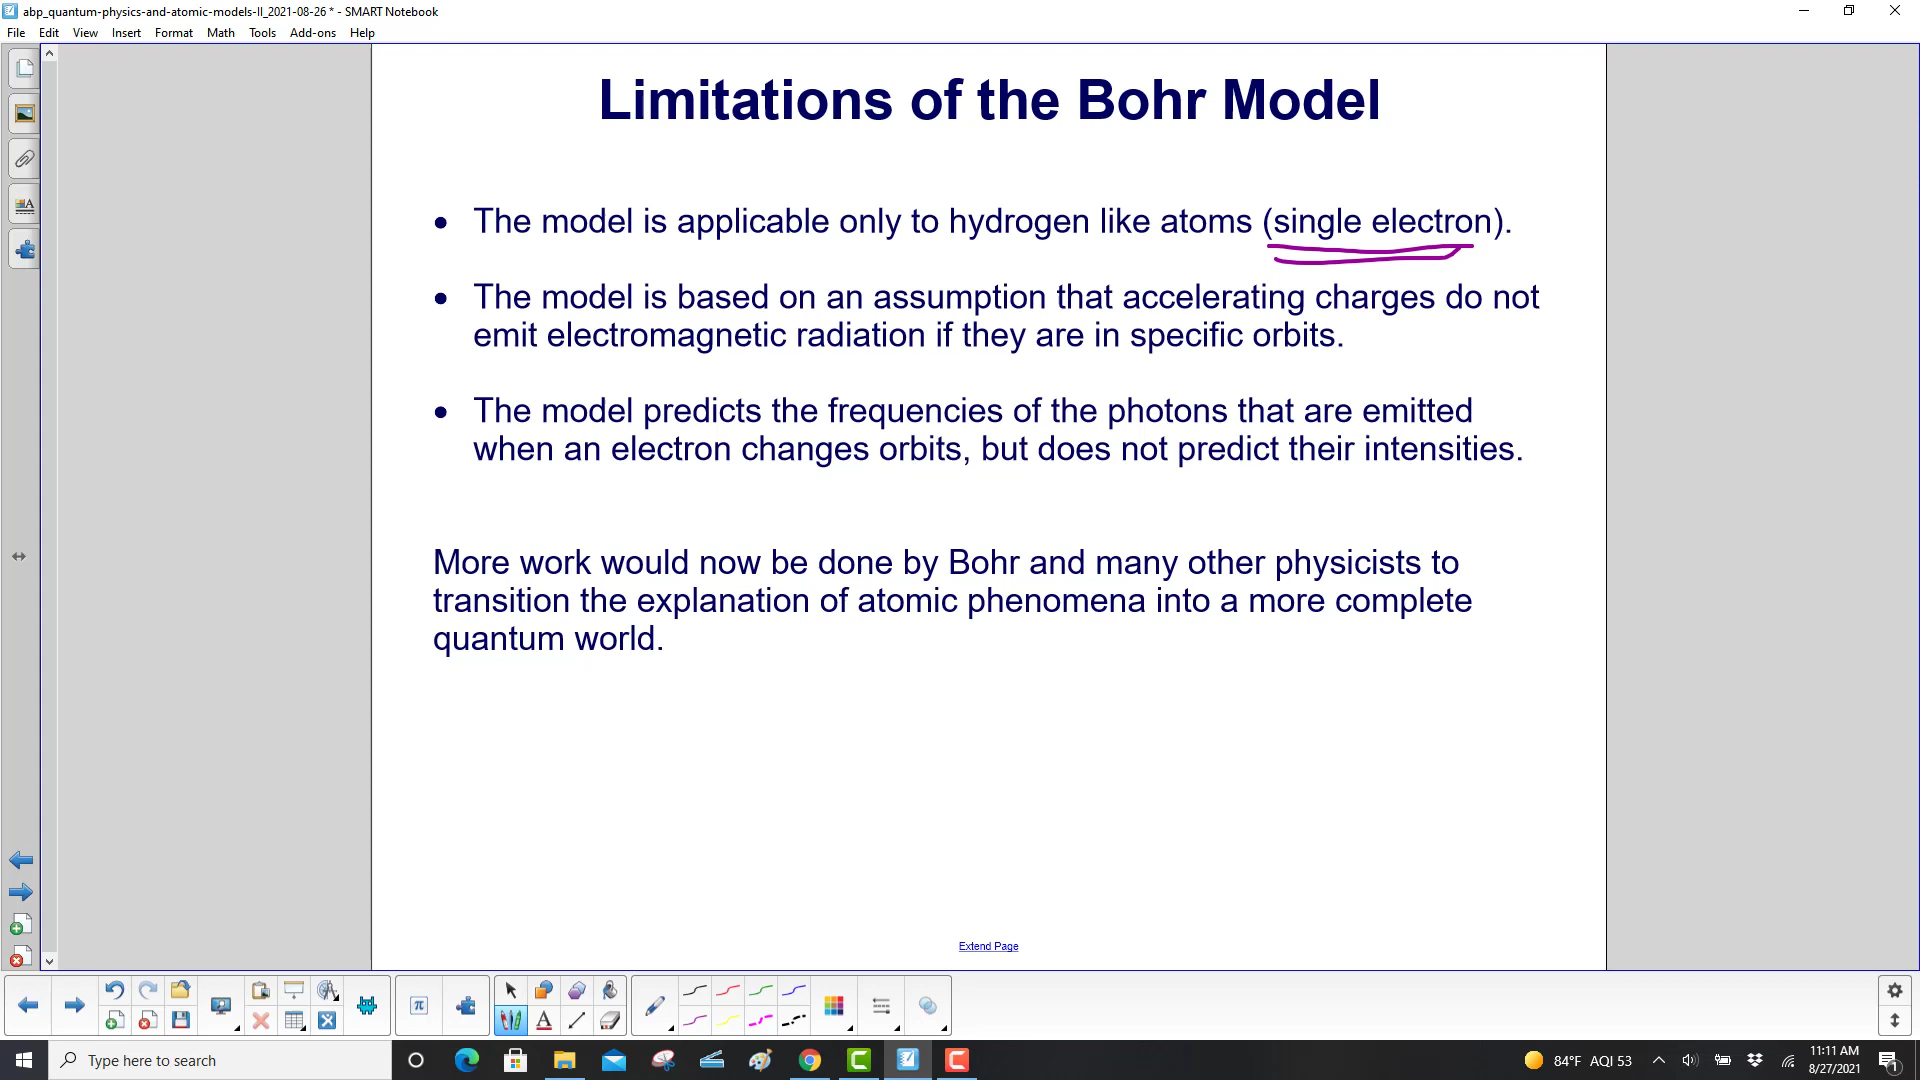 abp_quantum-physics-and-atomic-models-II_2021-08-26 * - SMART Notebook
File Edit View Insert Format Math Tools Add-ons Help
Limitations of the Bohr Model
• The model is applicable only to hydrogen like atoms (single electron).
• The model is based on an assumption that accelerating charges do not
emit electromagnetic radiation if they are in specific orbits.
• The model predicts the frequencies of the photons that are emitted
when an electron changes orbits, but does not predict their intensities.
More work would now be done by Bohr and many other physicists to
transition the explanation of atomic phenomena into a more complete
quantum world.
Extend Page
π
A
Type here to search
84°F AQI 53
11:11 AM
8/27/2021
1